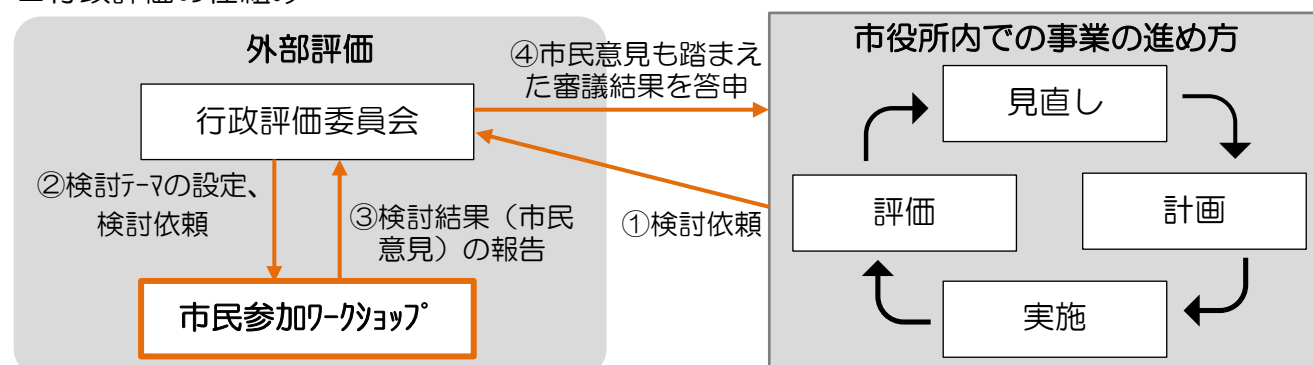 外部評価
行政評価委員会
②検討ﾃｰﾏの設定、
検討依頼
③検討結果（市民
意見）の報告
市民参加ﾜｰｸｼｮｯﾌﾟ
④市民意見も踏まえ
た審議結果を答申
①検討依頼
市役所内での事業の進め方
見直し
評価
計画
実施